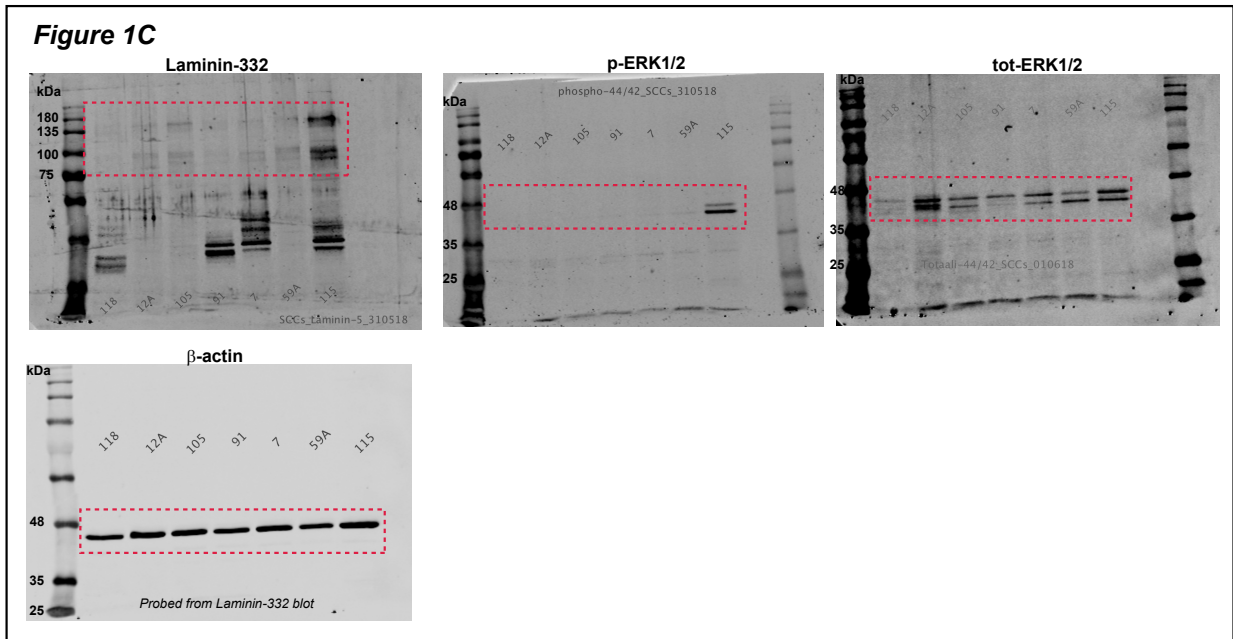 Figure 1C
Laminin-332
kDa
180
135
100
75
118
12A
105
91
7
59A
115
SCCs_Laminin-5_310518
p-ERK1/2
kDa
phospho-44/42_SCCs_310518
118
12A
105
91
7
59A
115
48
35
25
tot-ERK1/2
kDa
118
12A
105
91
7
59A
115
48
35
25
Totaali-44/42_SCCs_010618
β-actin
kDa
118
12A
105
91
7
59A
115
48
35
25
Probed from Laminin-332 blot